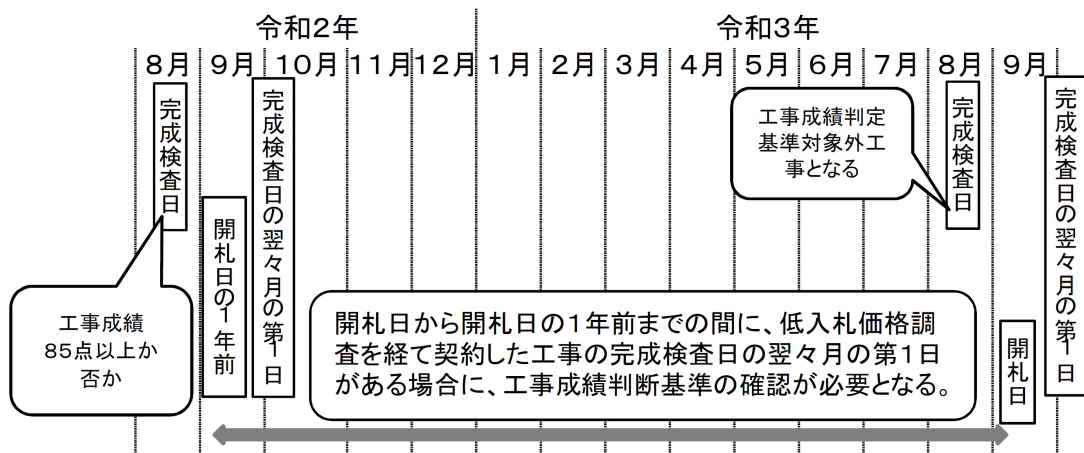 令和２年
令和３年
８月
９月
１０月
１１月
１２月
１月
２月
３月
４月
５月
６月
７月
８月
９月
完成検査日
開札日の１年前
完成検査日の翌々月の第１日
工事成績
85点以上か
否か
工事成績判定
基準対象外工
事となる
完成検査日
開札日
完成検査日の翌々月の第１日
開札日から開札日の１年前までの間に、低入札価格調
査を経て契約した工事の完成検査日の翌々月の第１日
がある場合に、工事成績判断基準の確認が必要となる。